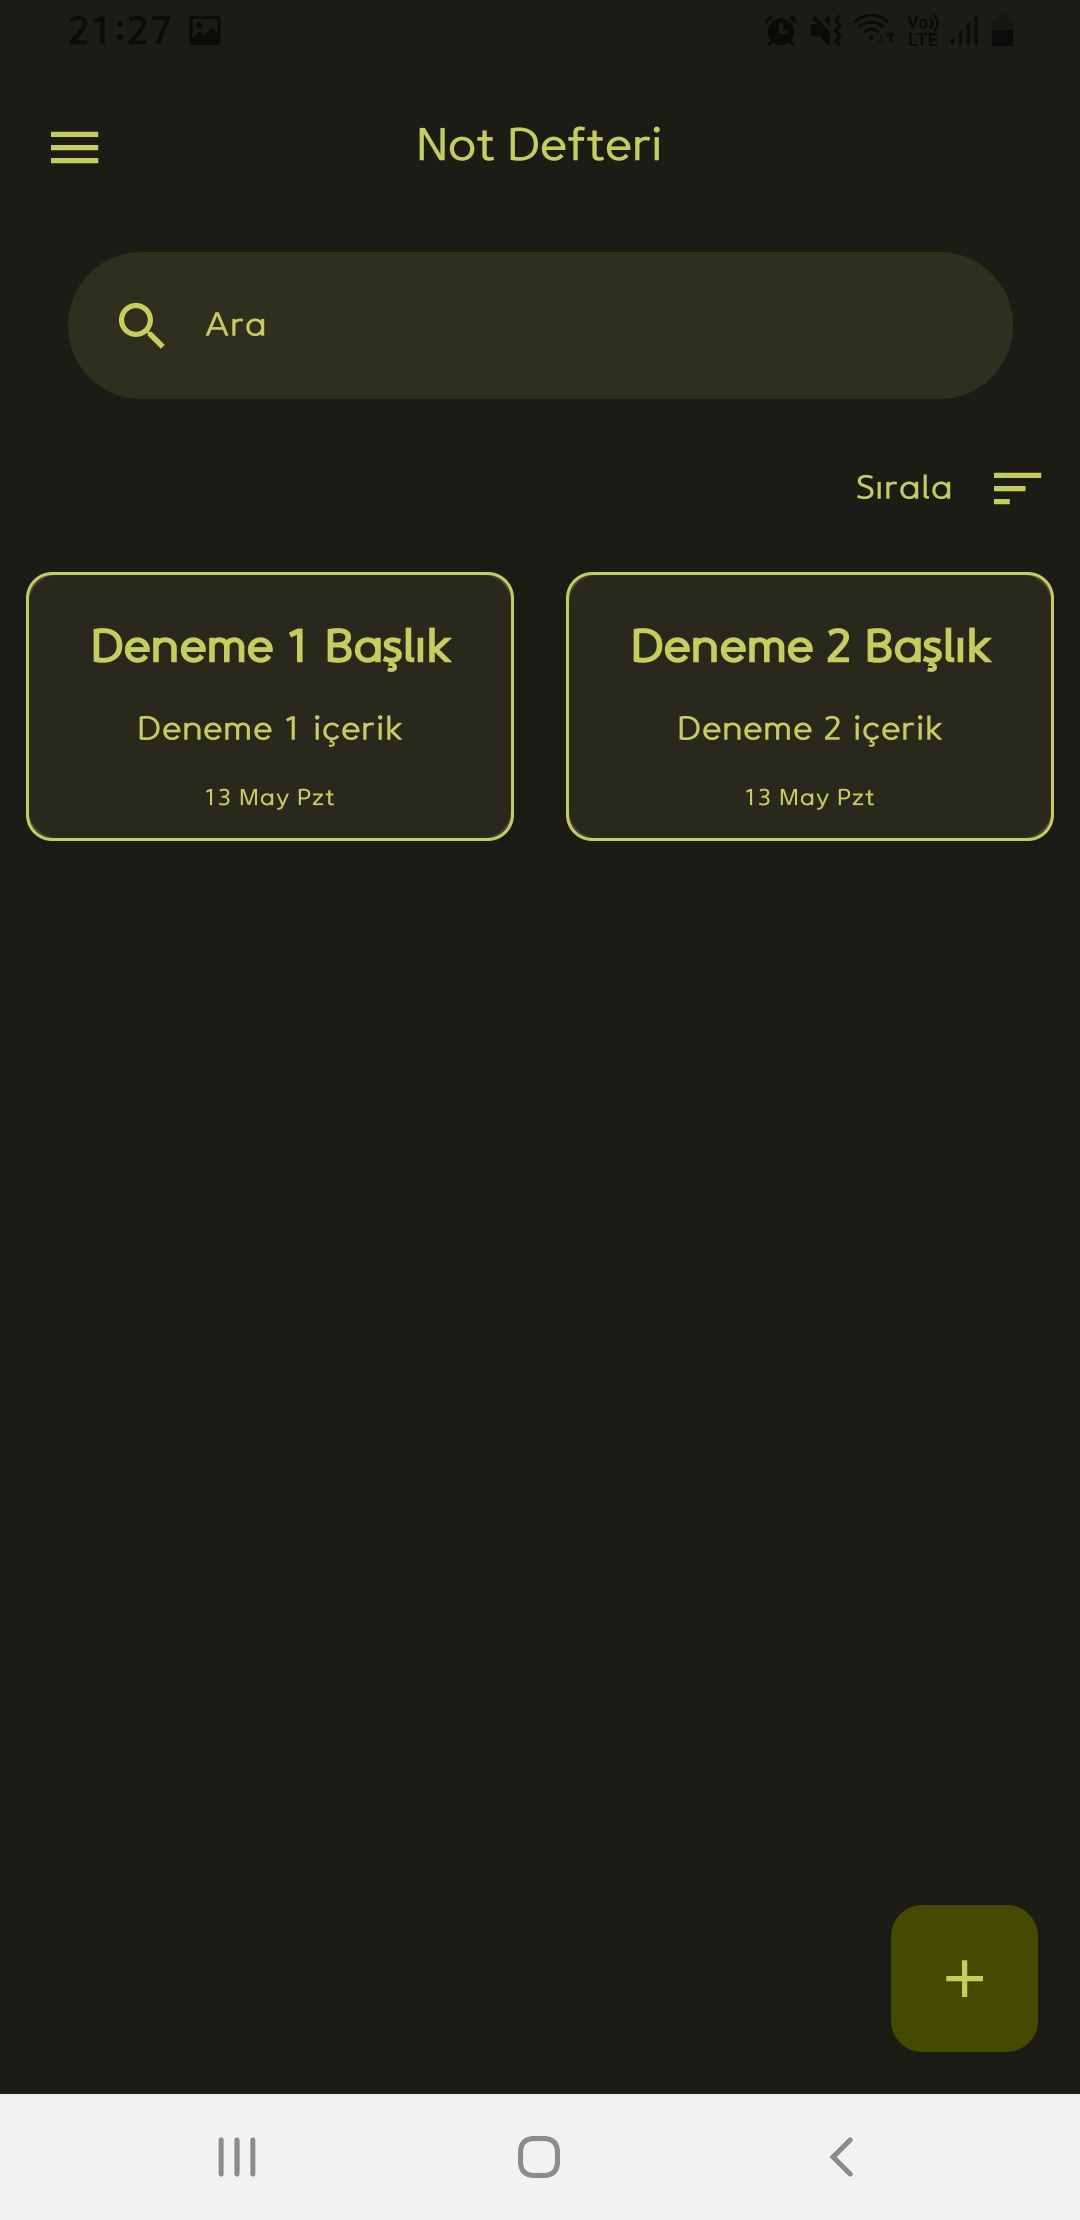 21:27
Vo)) LTE
Not Defteri
Ara
Sırala
Deneme 1 Başlık
Deneme 1 içerik
13 May Pzt
Deneme 2 Başlık
Deneme 2 içerik
13 May Pzt